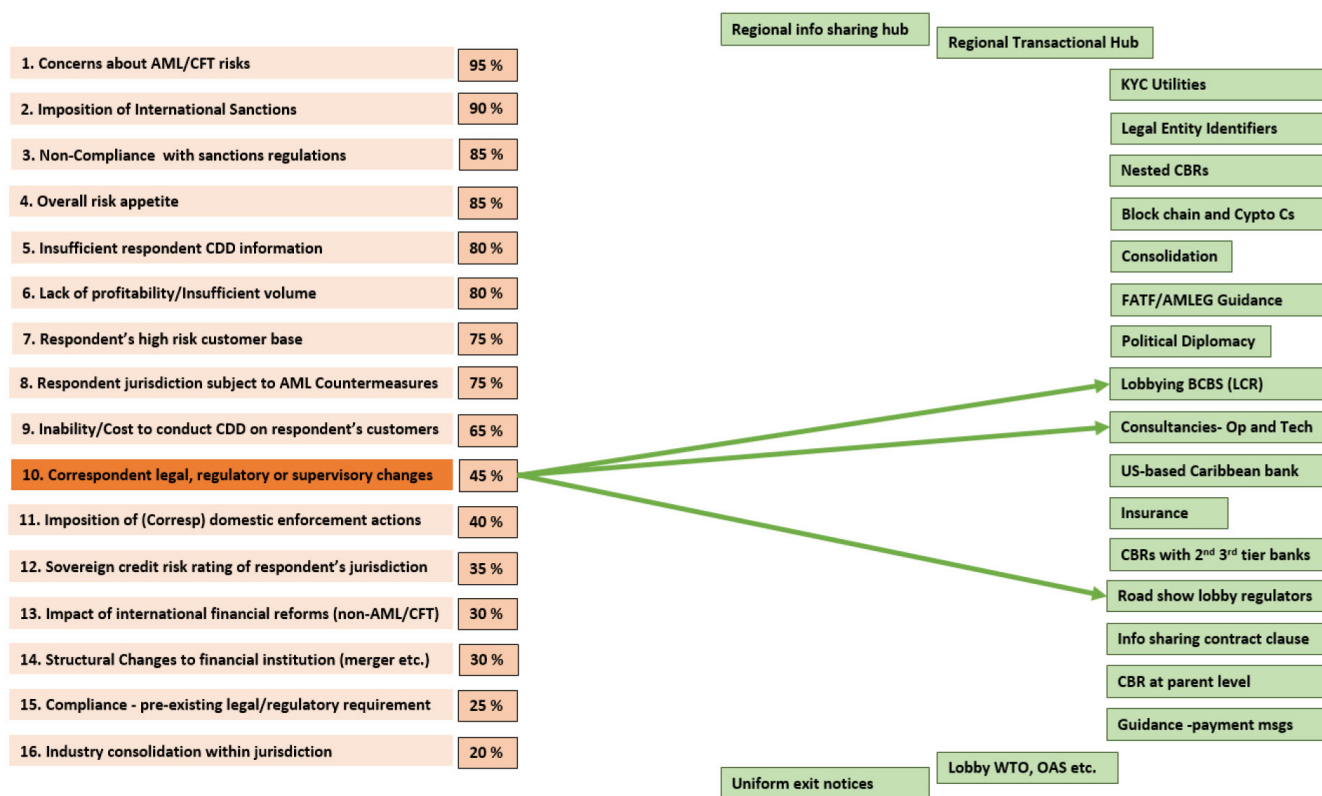 Regional info sharing hub
Regional Transactional Hub
1. Concerns about AML/CFT risks 95 %
2. Imposition of International Sanctions 90 %
3. Non-Compliance with sanctions regulations 85 %
4. Overall risk appetite 85 %
5. Insufficient respondent CDD information 80 %
6. Lack of profitability/Insufficient volume 80 %
7. Respondent’s high risk customer base 75 %
8. Respondent jurisdiction subject to AML Countermeasures 75 %
9. Inability/Cost to conduct CDD on respondent’s customers 65 %
10. Correspondent legal, regulatory or supervisory changes 45 %
11. Imposition of (Corresp) domestic enforcement actions 40 %
12. Sovereign credit risk rating of respondent’s jurisdiction 35 %
13. Impact of international financial reforms (non-AML/CFT) 30 %
14. Structural Changes to financial institution (merger etc.) 30 %
15. Compliance - pre-existing legal/regulatory requirement 25 %
16. Industry consolidation within jurisdiction 20 %
KYC Utilities
Legal Entity Identifiers
Nested CBRs
Block chain and Cypto Cs
Consolidation
FATF/AMLEG Guidance
Political Diplomacy
Lobbying BCBS (LCR)
Consultancies- Op and Tech
US-based Caribbean bank
Insurance
CBRs with 2nd 3rd tier banks
Road show lobby regulators
Info sharing contract clause
CBR at parent level
Guidance -payment msgs
Lobby WTO, OAS etc.
Uniform exit notices